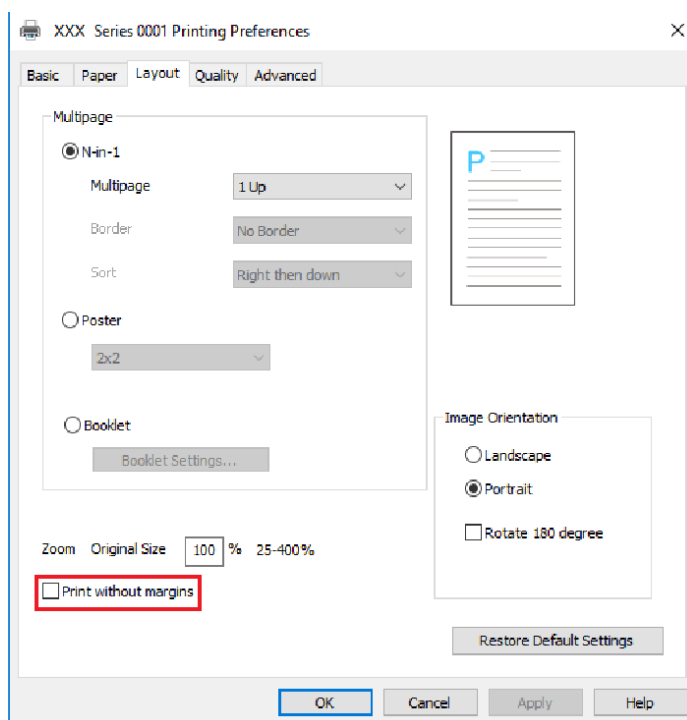 XXX Series 0001 Printing Preferences
Basic Paper Layout Quality Advanced
Multipage
N-in-1
Multipage 1 Up
Border No Border
Sort Right then down
Poster
2x2
Booklet
Booklet Settings...
P
Image Orientation
Landscape
Portrait
Rotate 180 degree
Zoom Original Size 100 % 25-400%
Print without margins
Restore Default Settings
OK Cancel Apply Help